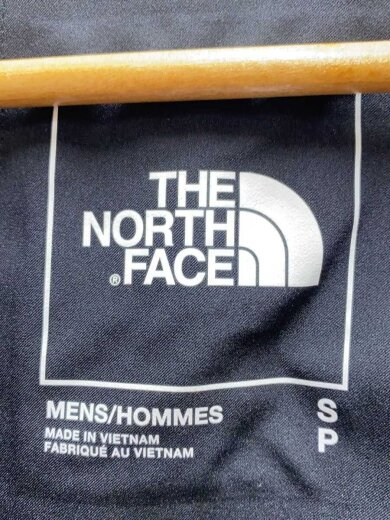 THE
NORTH
® FACE
MENS/HOMMES S
MADE IN VIETNAM P
FABRIQUÉ AU VIETNAM